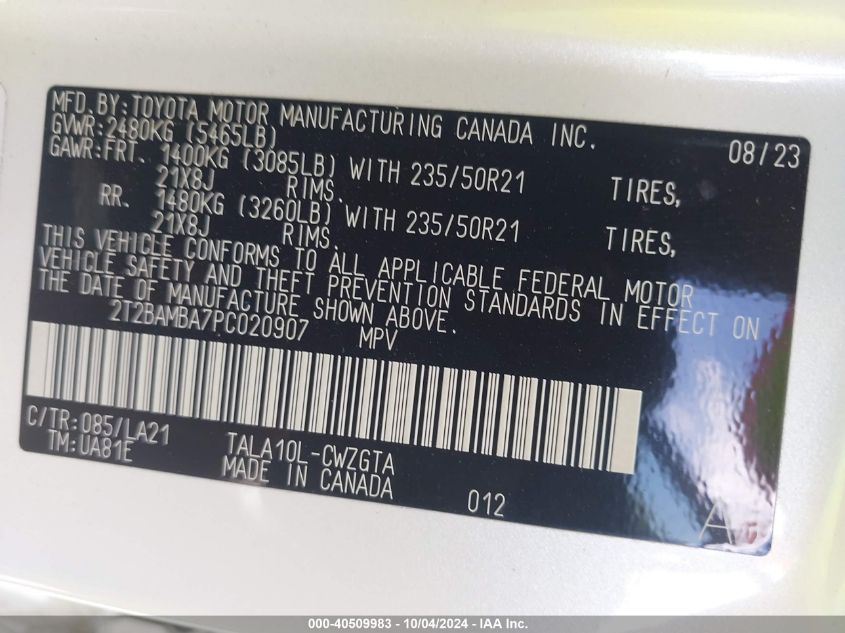 MFD. BY: TOYOTA MOTOR MANUFACTURING CANADA INC. 08/23
GVWR: 2480KG (5465LB)
GAWR: FRT. 1400KG (3085LB) WITH 235/50R21 TIRES,
21X8J RIMS.
RR. 1480KG (3260LB) WITH 235/50R21 TIRES,
21X8J RIMS.
THIS VEHICLE CONFORMS TO ALL APPLICABLE FEDERAL MOTOR
VEHICLE SAFETY AND THEFT PREVENTION STANDARDS IN EFFECT ON
THE DATE OF MANUFACTURE SHOWN ABOVE.
2T2BAMBA7PC020907 MPV
C/TR: 085/LA21
TM: UA81E TALA10L-CWZGTA
MADE IN CANADA 012
000-40509983 - 10/04/2024 - IAA Inc.